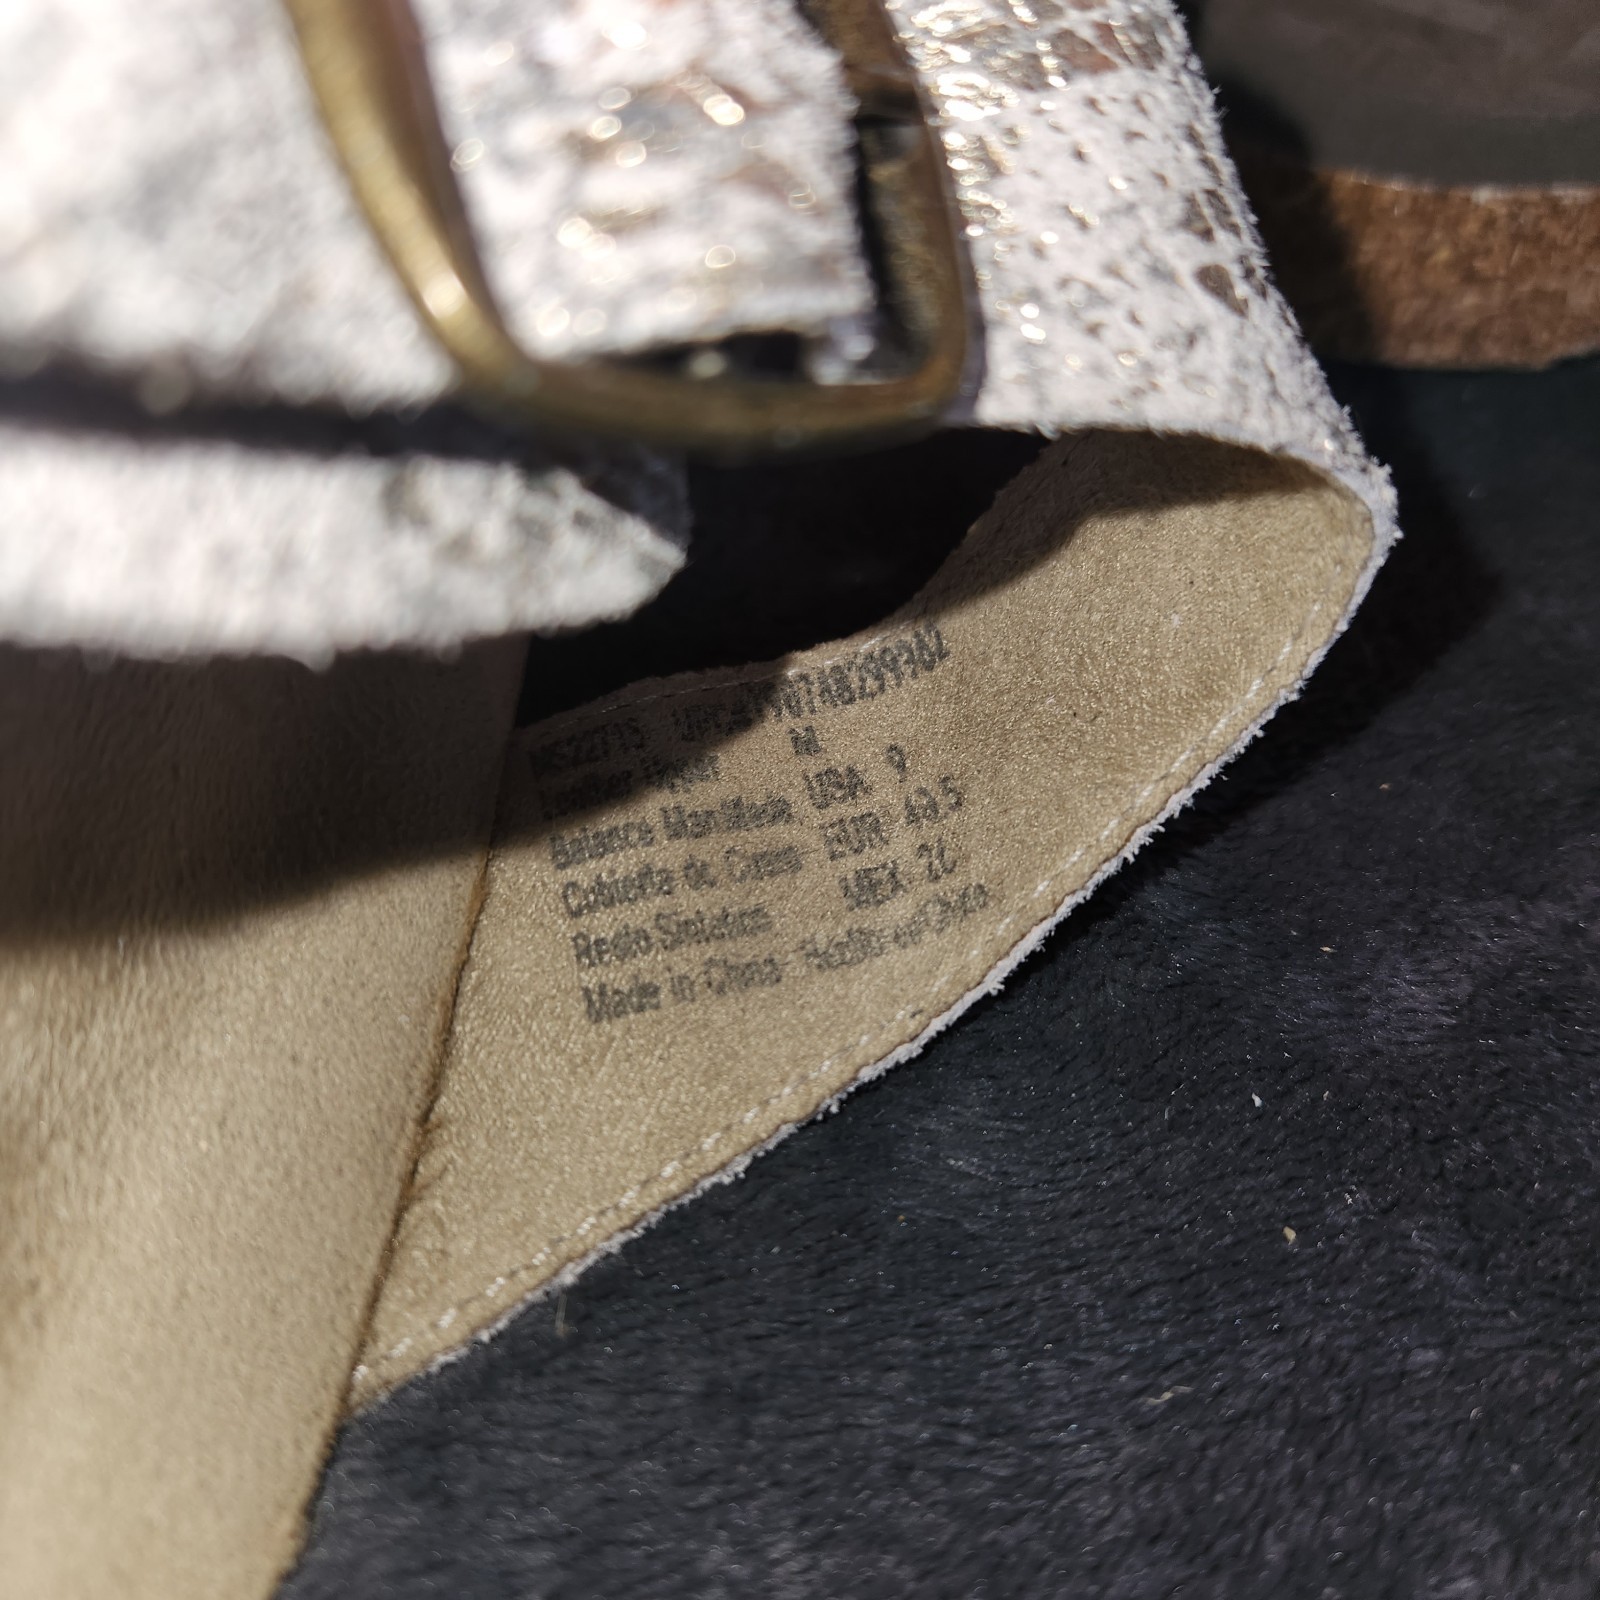 Leather Upper M
Balance Manmade USA 9
Cubierta de Cuero EUR 40.5
Resto Sintetico MEX 26
Made in China Hecho en China